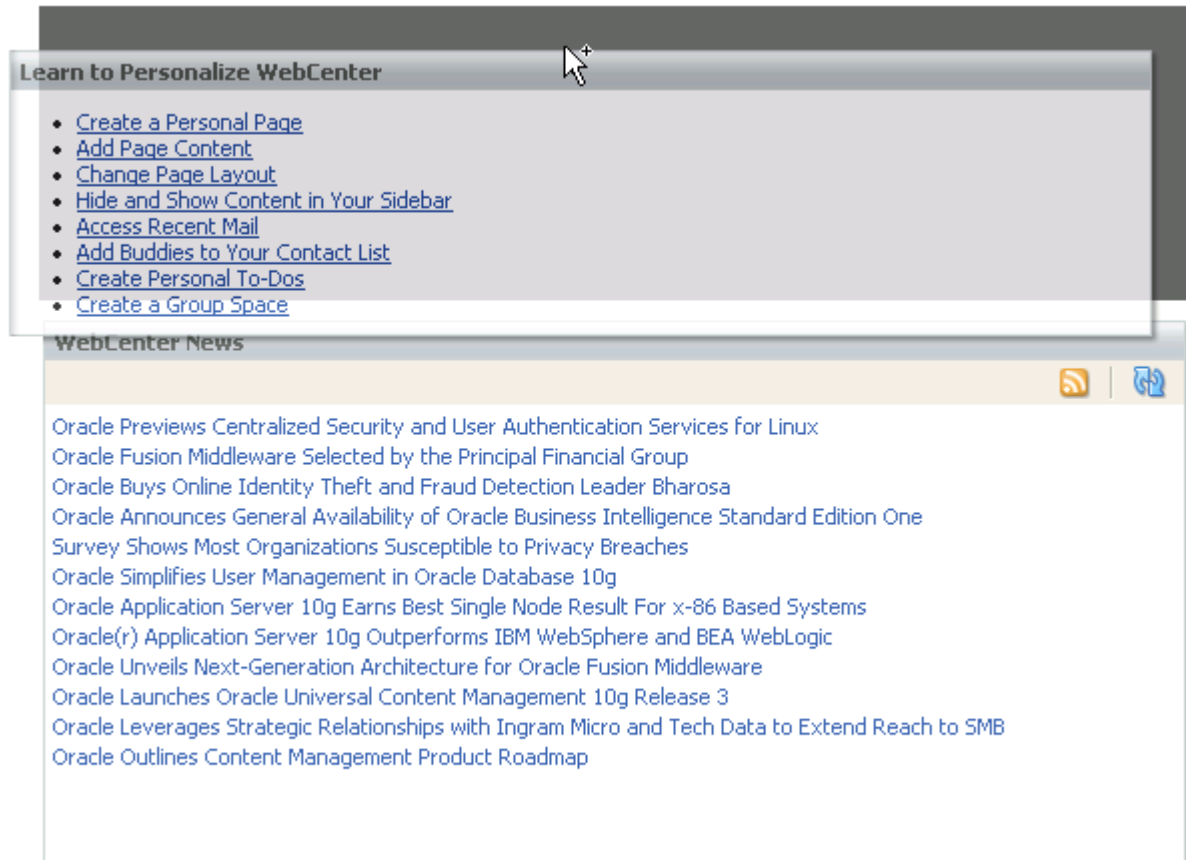 Learn to Personalize WebCenter
Create a Personal Page
Add Page Content
Change Page Layout
Hide and Show Content in Your Sidebar
Access Recent Mail
Add Buddies to Your Contact List
Create Personal To-Dos
Create a Group Space
WebCenter News
Oracle Previews Centralized Security and User Authentication Services for Linux
Oracle Fusion Middleware Selected by the Principal Financial Group
Oracle Buys Online Identity Theft and Fraud Detection Leader Bharosa
Oracle Announces General Availability of Oracle Business Intelligence Standard Edition One
Survey Shows Most Organizations Susceptible to Privacy Breaches
Oracle Simplifies User Management in Oracle Database 10g
Oracle Application Server 10g Earns Best Single Node Result For x-86 Based Systems
Oracle(r) Application Server 10g Outperforms IBM WebSphere and BEA WebLogic
Oracle Unveils Next-Generation Architecture for Oracle Fusion Middleware
Oracle Launches Oracle Universal Content Management 10g Release 3
Oracle Leverages Strategic Relationships with Ingram Micro and Tech Data to Extend Reach to SMB
Oracle Outlines Content Management Product Roadmap